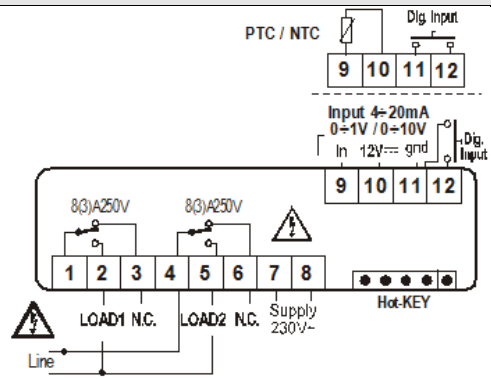 PTC / NTC
Dig. Input
9 10 11 12
Input 4÷20mA
0÷1V / 0÷10V
In 12V gnd
Dig.
Input
9 10 11 12
8(3)A250V 8(3)A250V
1 2 3 4 5 6 7 8
Hot-KEY
LOAD1 N.C. LOAD2 N.C. Supply
230V~
Line